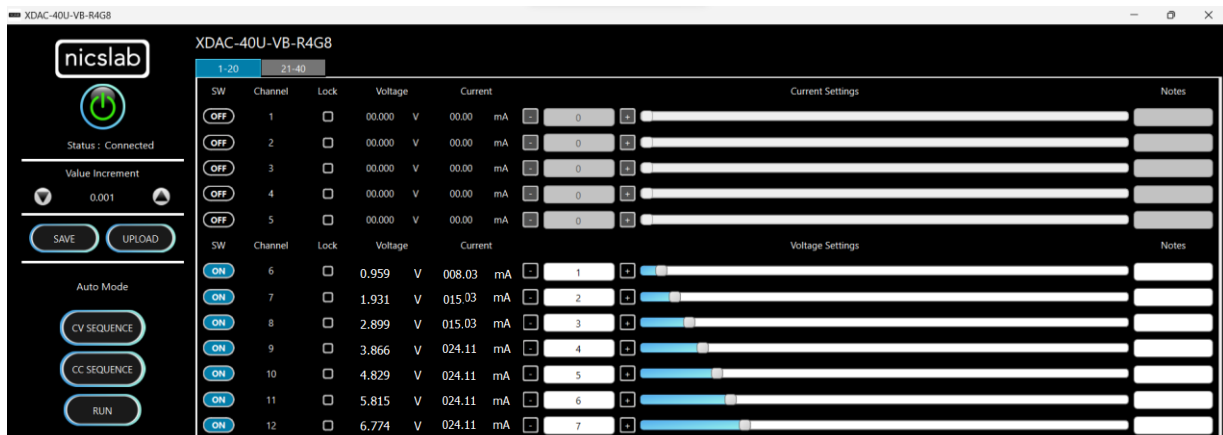 XDAC-40U-VB-R4G8
nicslab
XDAC-40U-VB-R4G8
1-20 21-40
SW Channel Lock Voltage Current Current Settings Notes
OFF 1 00.000 V 00.00 mA - 0 +
OFF 2 00.000 V 00.00 mA - 0 +
OFF 3 00.000 V 00.00 mA - 0 +
OFF 4 00.000 V 00.00 mA - 0 +
OFF 5 00.000 V 00.00 mA - 0 +
SW Channel Lock Voltage Current Voltage Settings Notes
ON 6 0.959 V 008.03 mA - 1 +
ON 7 1.931 V 015.03 mA - 2 +
ON 8 2.899 V 015.03 mA - 3 +
ON 9 3.866 V 024.11 mA - 4 +
ON 10 4.829 V 024.11 mA - 5 +
ON 11 5.815 V 024.11 mA - 6 +
ON 12 6.774 V 024.11 mA - 7 +
Status : Connected
Value Increment
0.001
SAVE UPLOAD
Auto Mode
CV SEQUENCE
CC SEQUENCE
RUN